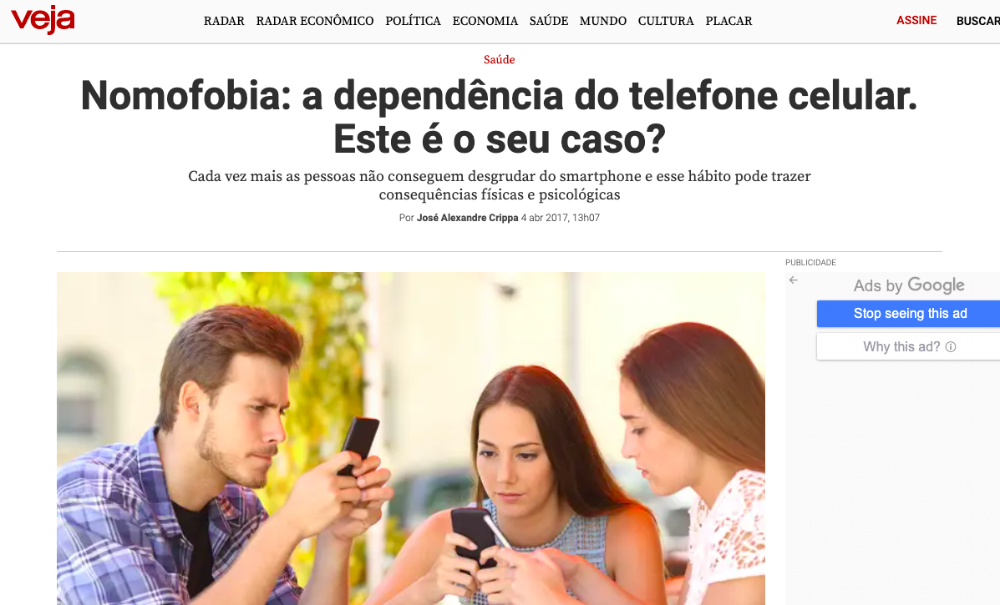 veja
RADAR RADAR ECONÔMICO POLÍTICA ECONOMIA SAÚDE MUNDO CULTURA PLACAR
ASSINE BUSCAR
Saúde
Nomofobia: a dependência do telefone celular.
Este é o seu caso?
Cada vez mais as pessoas não conseguem desgrudar do smartphone e esse hábito pode trazer
consequências físicas e psicológicas
Por José Alexandre Crippa 4 abr 2017, 13h07
PUBLICIDADE
Ads by Google
Stop seeing this ad
Why this ad?